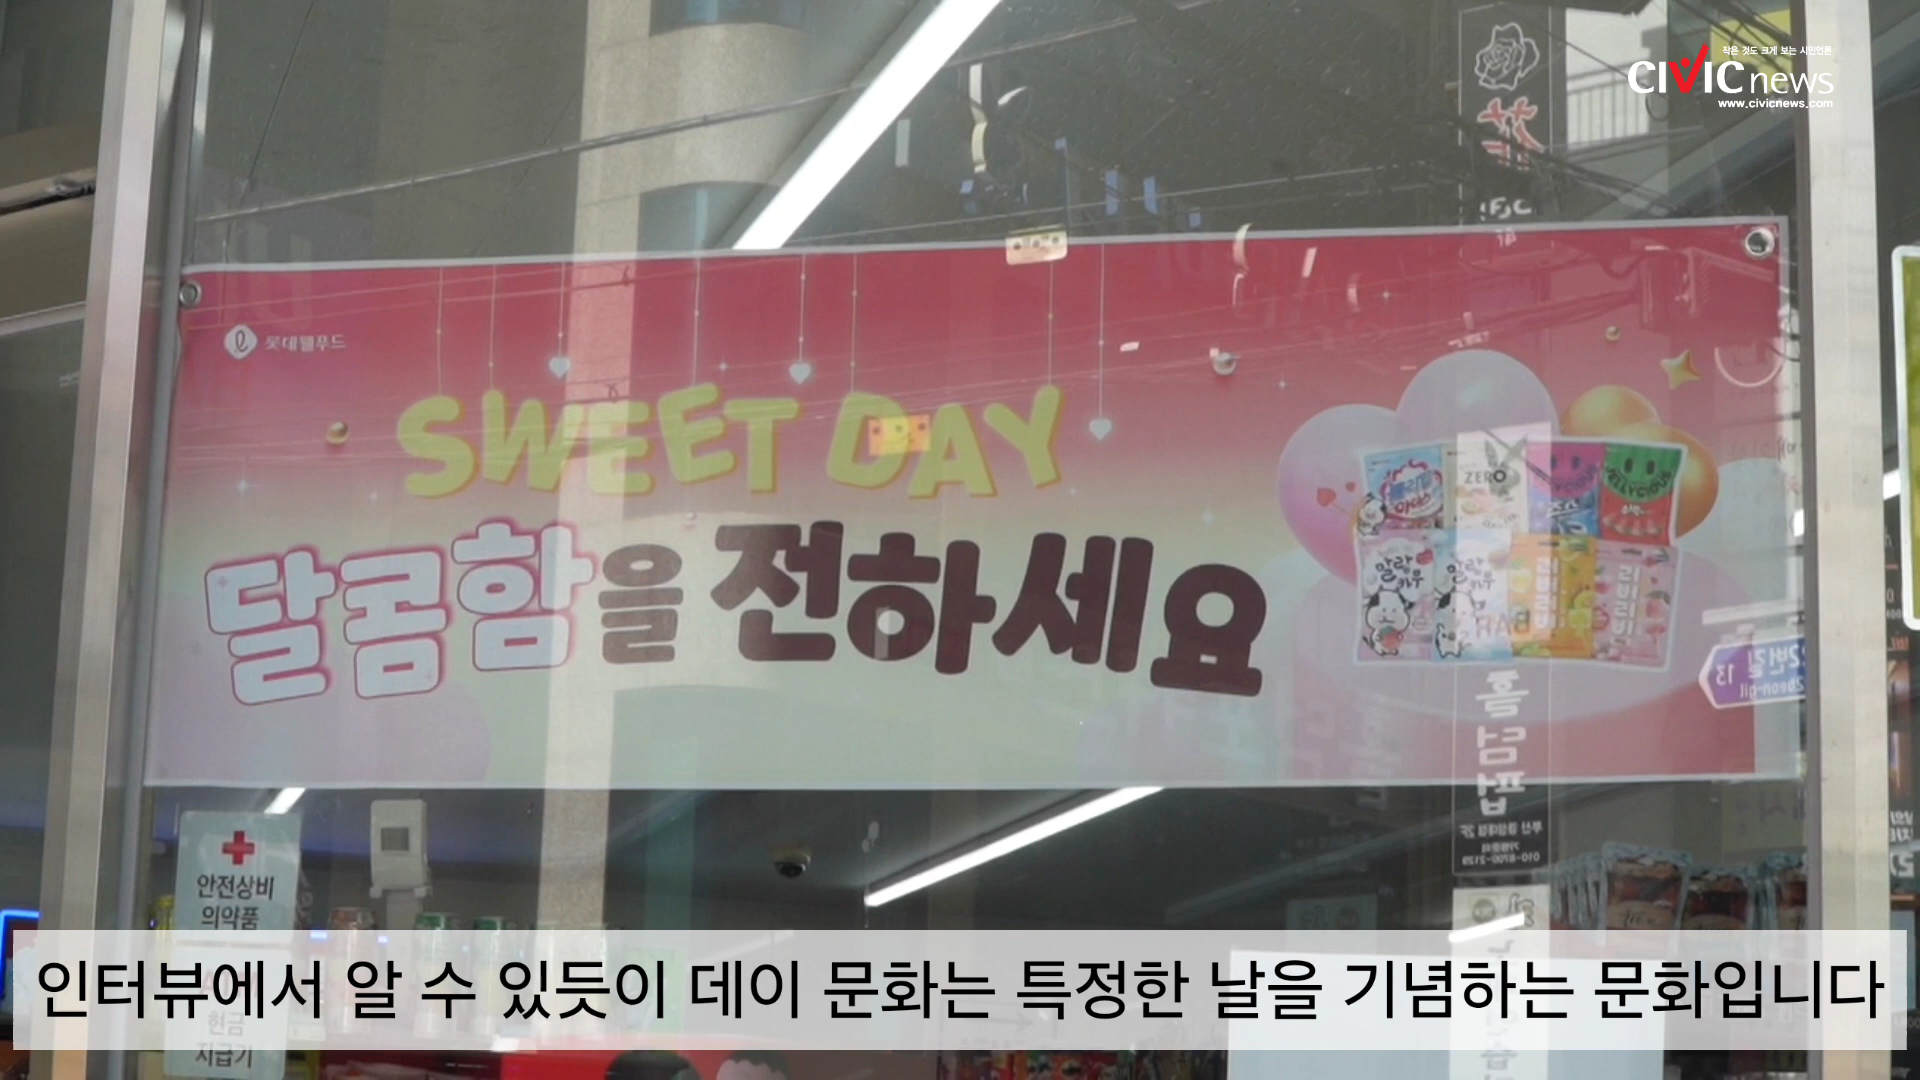 작은 것도 크게 보는 시민언론
CIVIC news
www.civicnews.com
롯데웰푸드
SWEET DAY
달콤함을 전하세요
ZERO
JELLYCIOUS
말랑
카우
말랑
카우
안전상비
의약품
인터뷰에서 알 수 있듯이 데이 문화는 특정한 날을 기념하는 문화입니다
현금
지급기